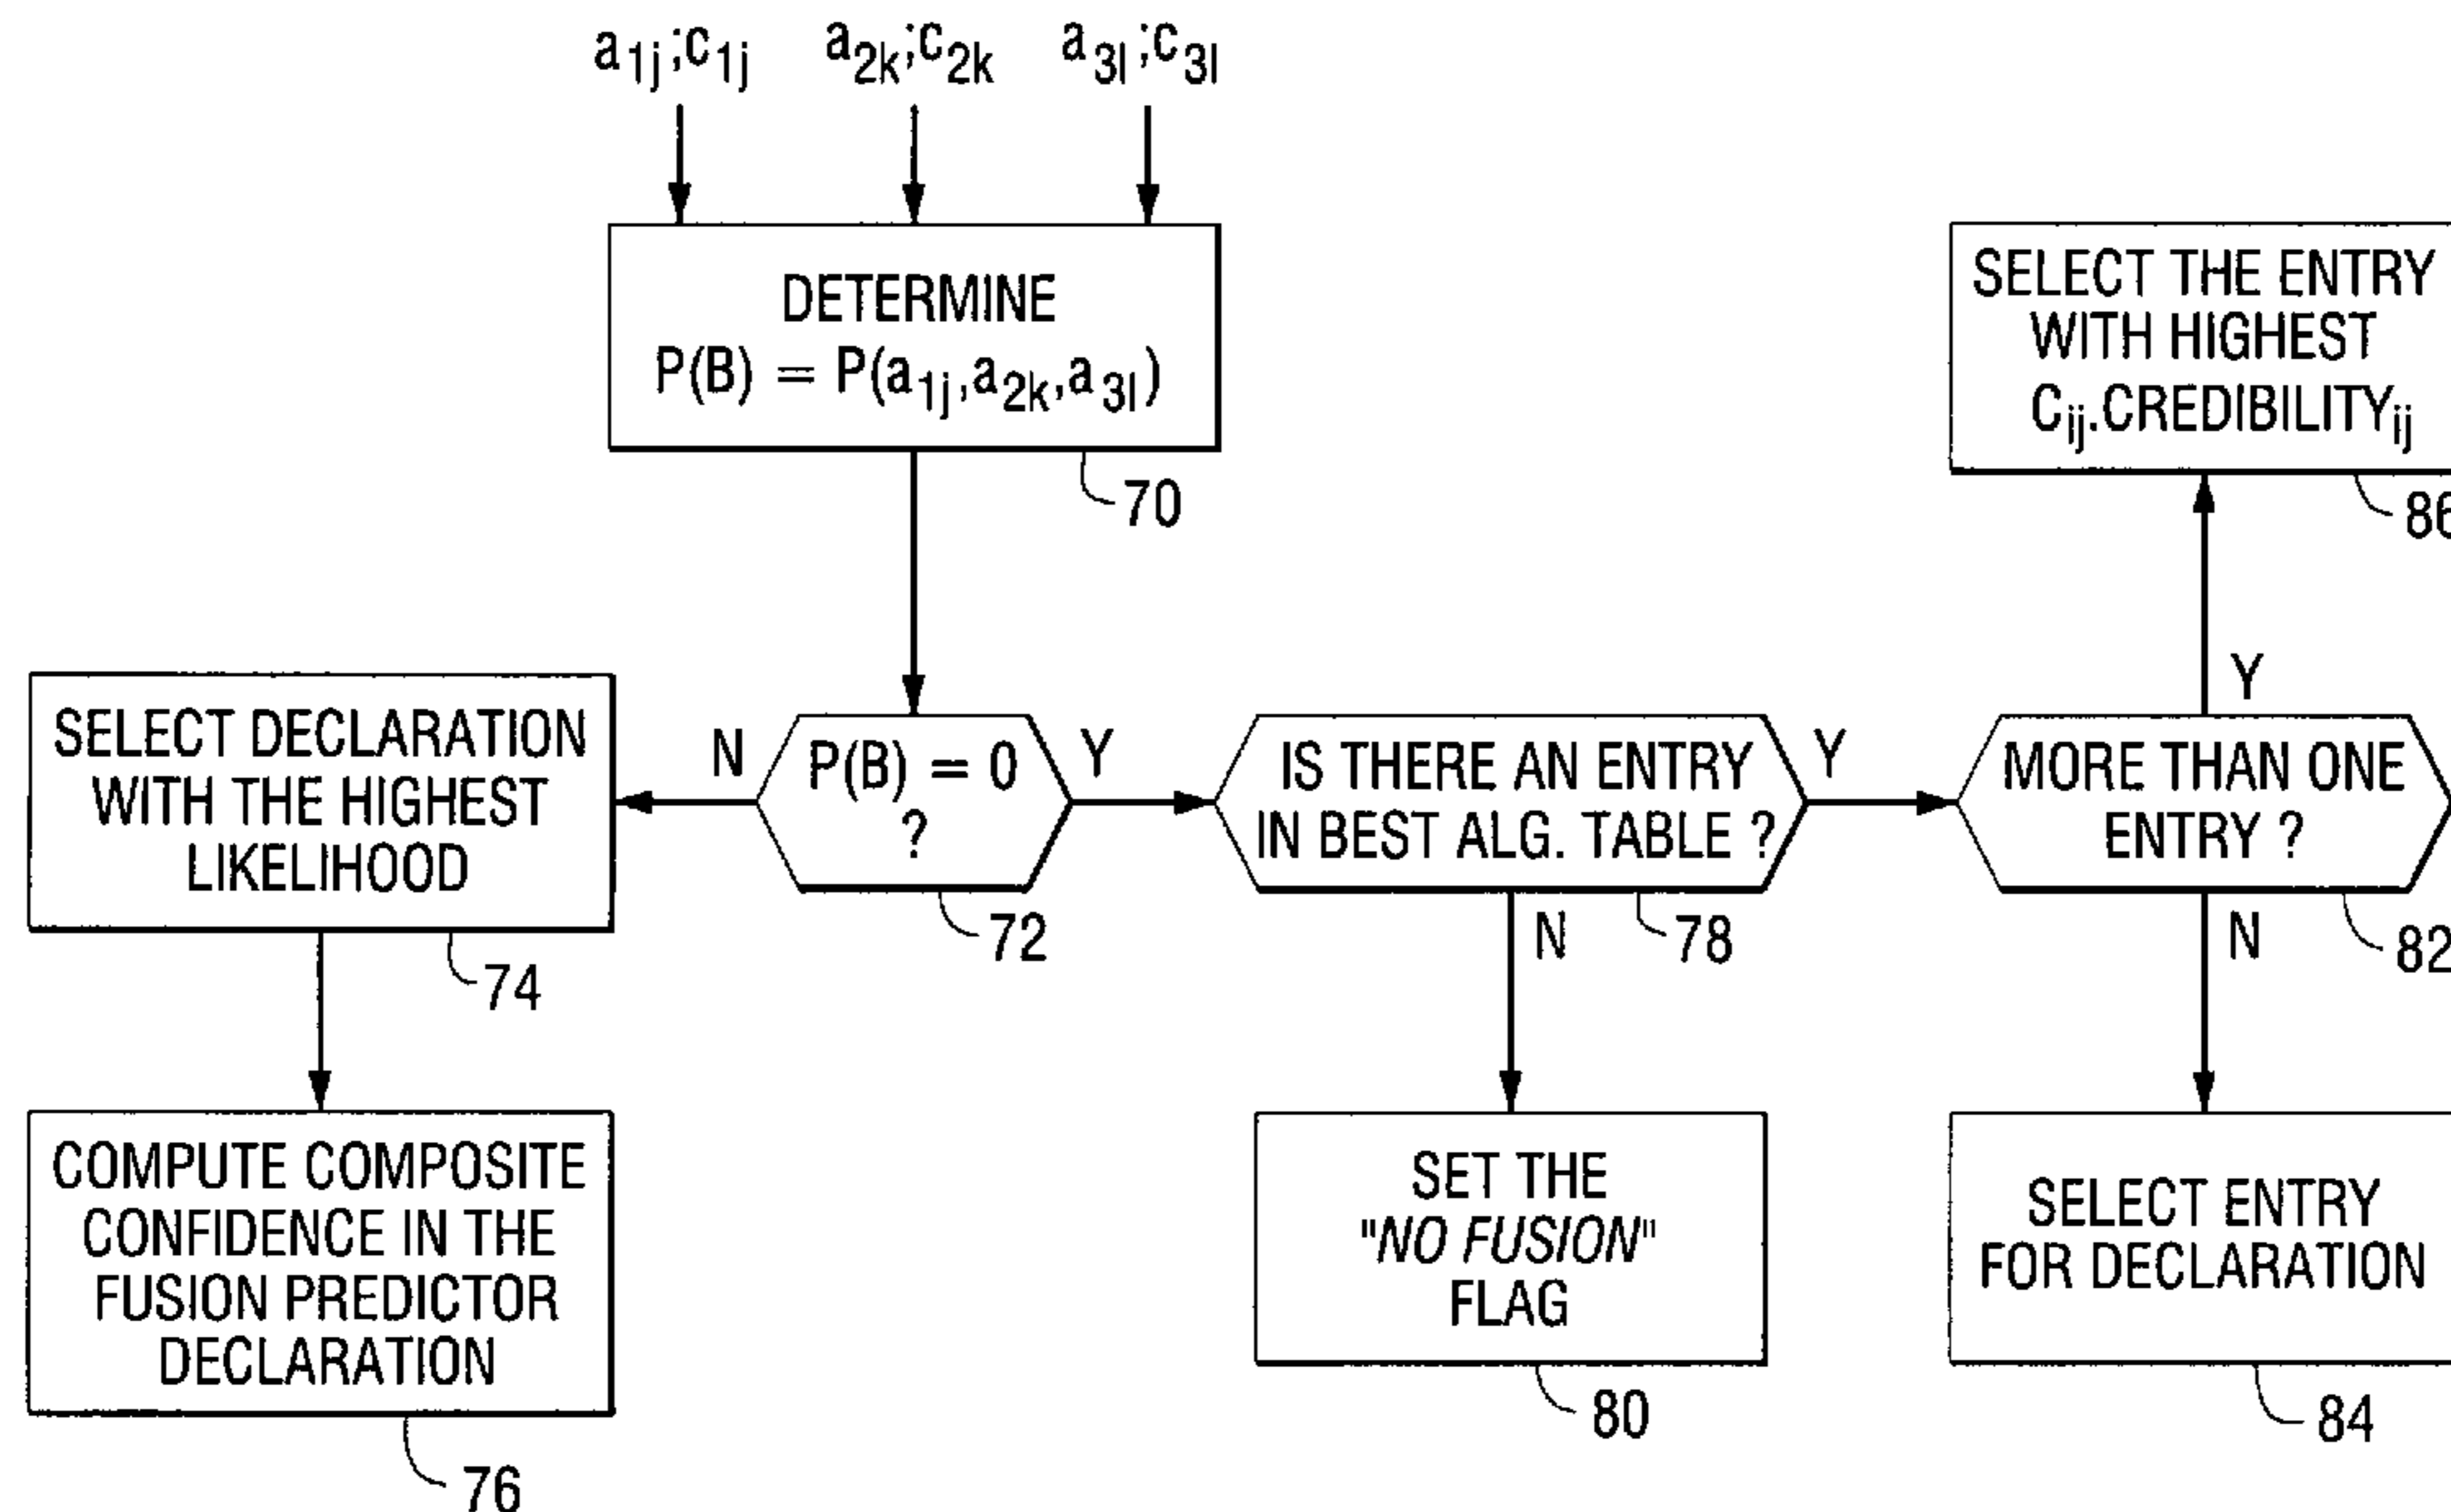 a1j;c1j a2k;c2k a3l;c3l
DETERMINE
P(B) = P(a1j,a2k,a3l)
70
SELECT THE ENTRY
WITH HIGHEST
Cij.CREDIBILITYij
86
SELECT DECLARATION
WITH THE HIGHEST
LIKELIHOOD
74
N
P(B) = 0
?
72
Y
IS THERE AN ENTRY
IN BEST ALG. TABLE ?
78
Y
N
MORE THAN ONE
ENTRY ?
82
Y
N
COMPUTE COMPOSITE
CONFIDENCE IN THE
FUSION PREDICTOR
DECLARATION
76
SET THE
"NO FUSION"
FLAG
80
SELECT ENTRY
FOR DECLARATION
84